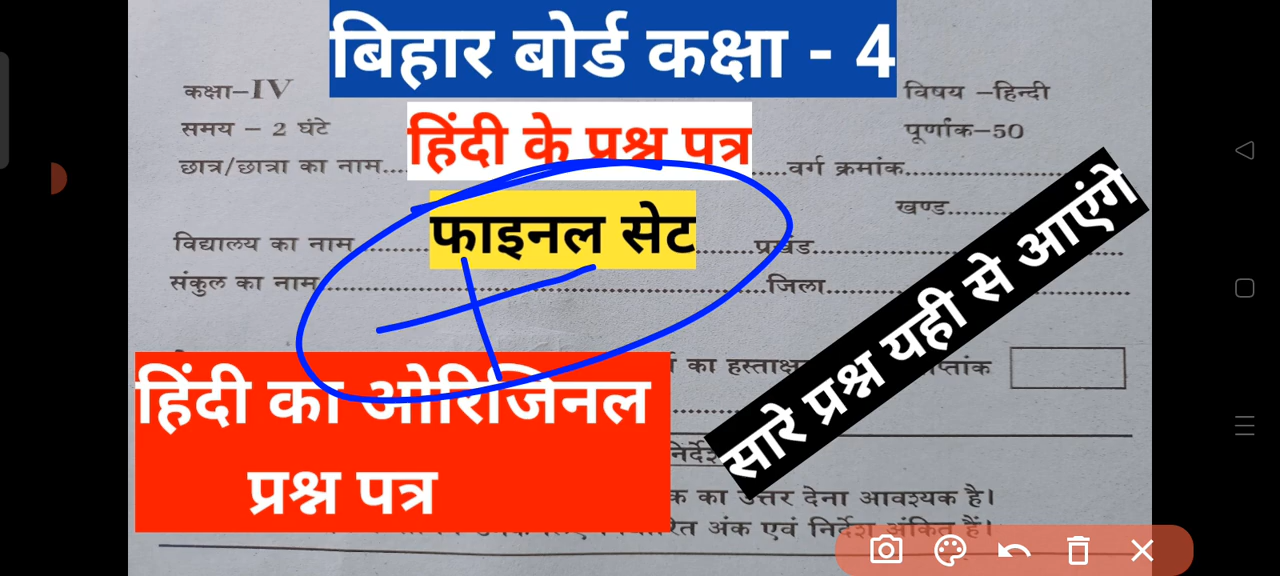 बिहार बोर्ड कक्षा - 4
कक्षा–IV
विषय –हिन्दी
समय – 2 घंटे
हिंदी के प्रश्न पत्र
पूर्णांक–50
छात्र/छात्रा का नाम....
.....वर्ग क्रमांक..........................
खण्ड..........
फाइनल सेट
विद्यालय का नाम...........
.........प्रखंड..........................
संकुल का नाम..........................जिला..........................
सारे प्रश्न यही से आएंगे
का हस्ताक्ष
हिंदी का ओरिजिनल
प्रश्न पत्र
का उत्तर देना आवश्यक है।
अंक एवं निर्देश अंकित हैं।